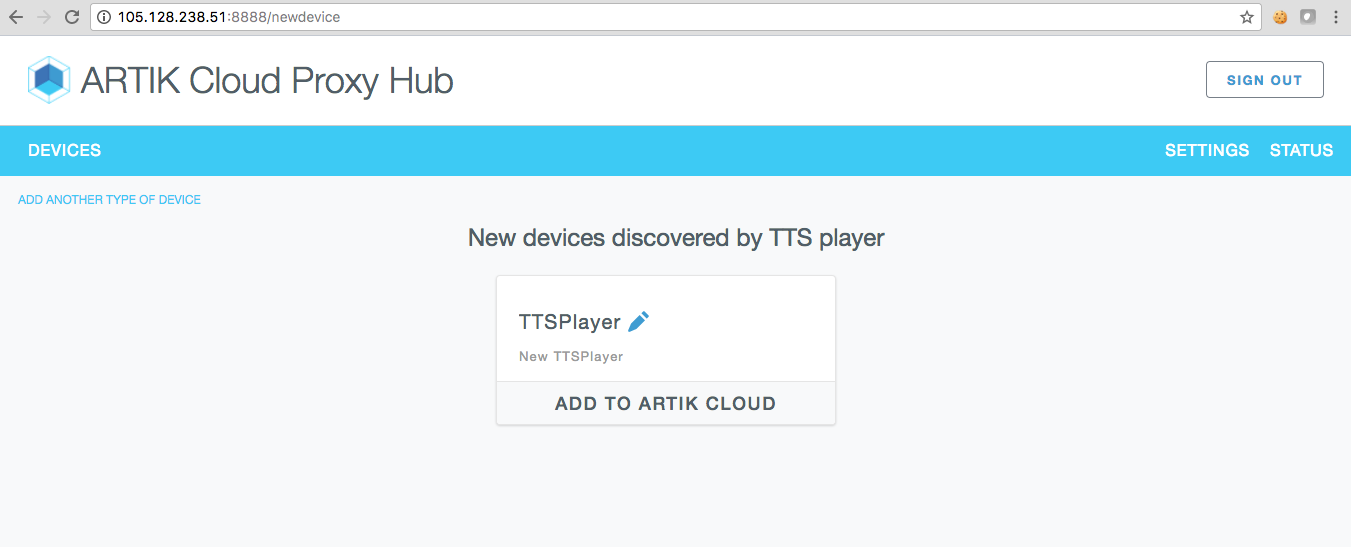 105.128.238.51:8888/newdevice
ARTIK Cloud Proxy Hub
SIGN OUT
DEVICES
SETTINGS
STATUS
ADD ANOTHER TYPE OF DEVICE
New devices discovered by TTS player
TTSPlayer
New TTSPlayer
ADD TO ARTIK CLOUD